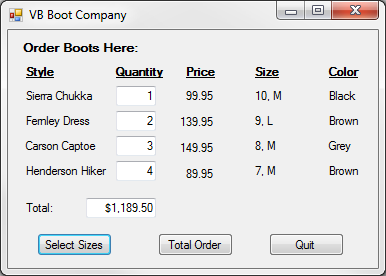 VB Boot Company
Order Boots Here:
Style Quantity Price Size Color
Sierra Chukka 1 99.95 10, M Black
Fernley Dress 2 139.95 9, L Brown
Carson Captoe 3 149.95 8, M Grey
Henderson Hiker 4 89.95 7, M Brown
Total: $1,189.50
Select Sizes Total Order Quit